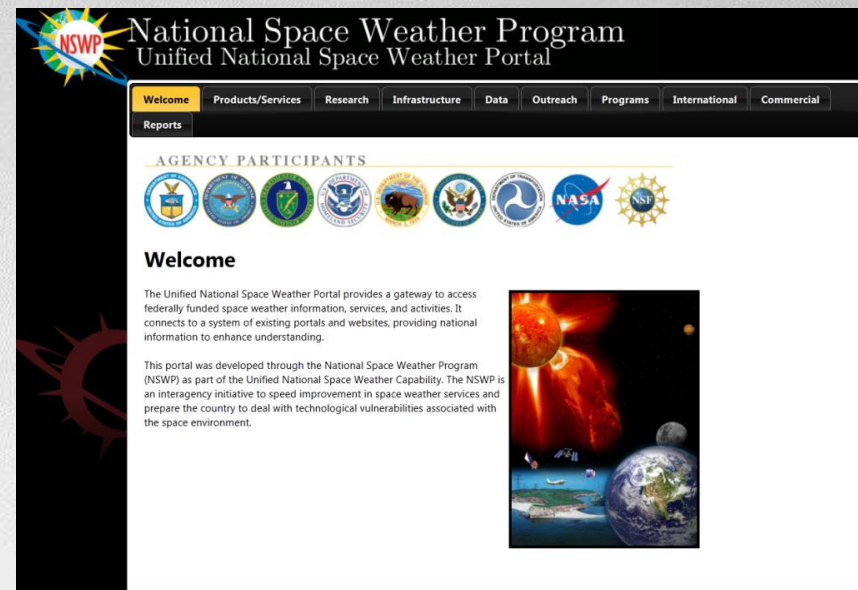 NSWP
National Space Weather Program
Unified National Space Weather Portal
Welcome Products/Services Research Infrastructure Data Outreach Programs International Commercial
Reports
AGENCY PARTICIPANTS
NASA
NSF
Welcome
The Unified National Space Weather Portal provides a gateway to access
federally funded space weather information, services, and activities. It
connects to a system of existing portals and websites, providing national
information to enhance understanding.
This portal was developed through the National Space Weather Program
(NSWP) as part of the Unified National Space Weather Capability. The NSWP is
an interagency initiative to speed improvement in space weather services and
prepare the country to deal with technological vulnerabilities associated with
the space environment.